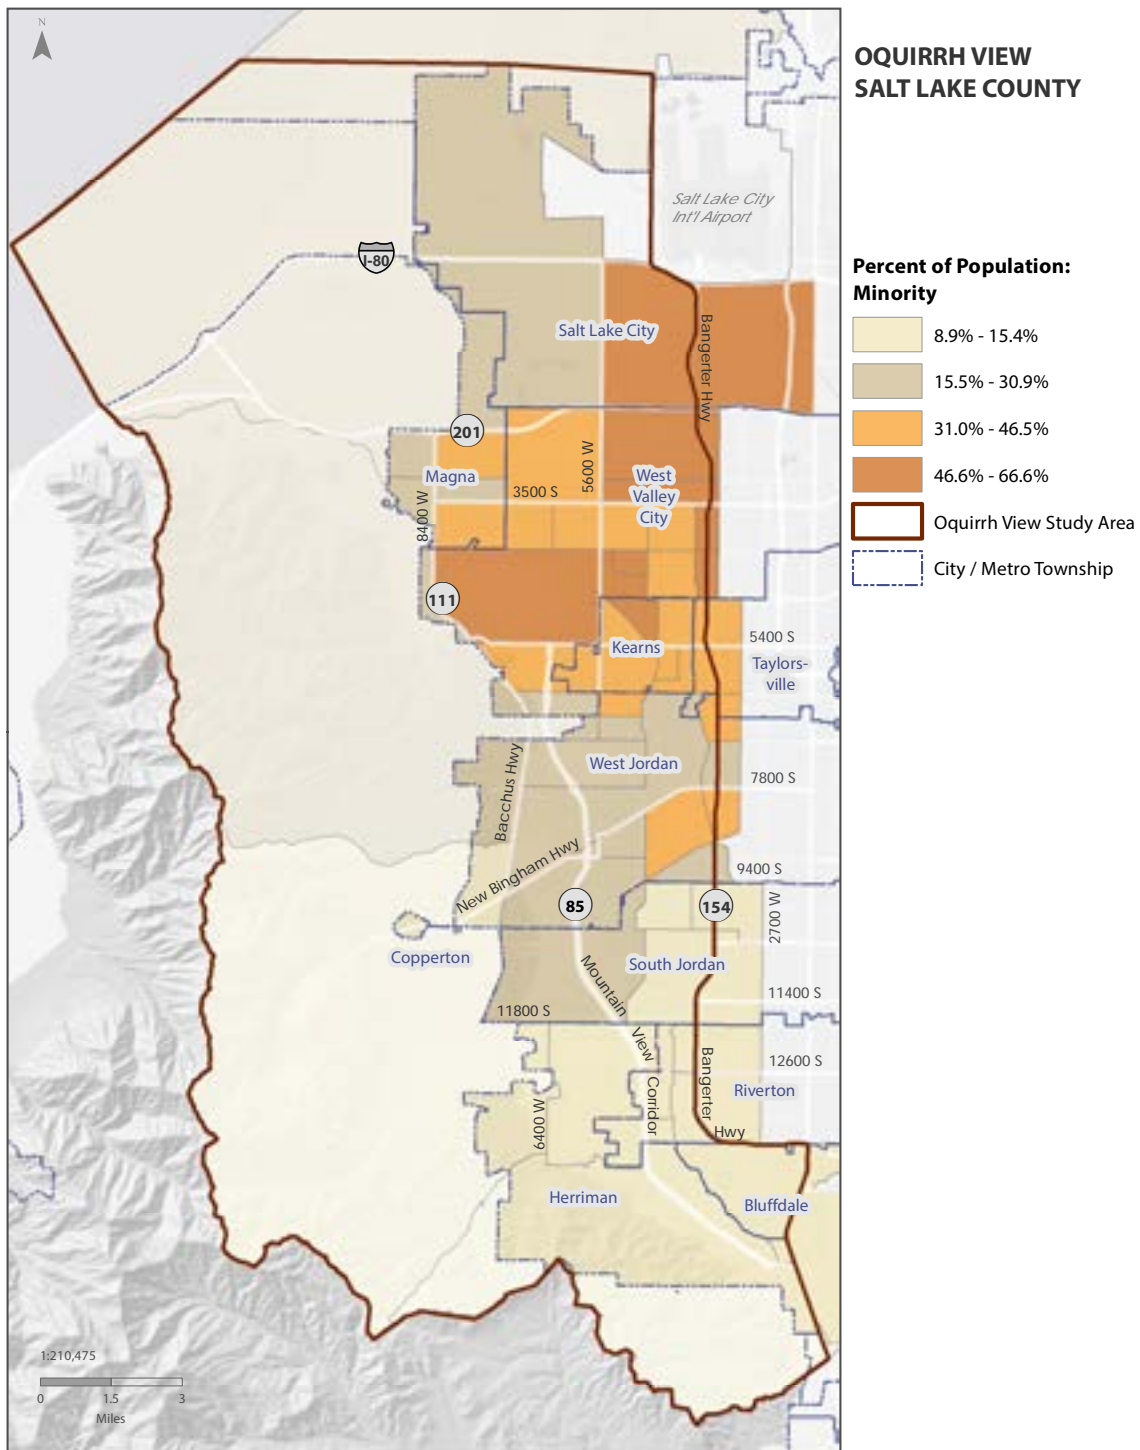 N
OQUIRRH VIEW
SALT LAKE COUNTY
Salt Lake City
Int'l Airport
I-80
Percent of Population:
Minority
8.9% - 15.4%
15.5% - 30.9%
31.0% - 46.5%
46.6% - 66.6%
Oquirrh View Study Area
City / Metro Township
Salt Lake City
Bangerter Hwy
201
Magna
5600 W
West
Valley
City
3500 S
8400 W
111
5400 S
Kearns
Taylors-
ville
West Jordan
7800 S
Bacchus Hwy
New Bingham Hwy
9400 S
85
154
2700 W
Copperton
South Jordan
Mountain
View
Corridor
11400 S
11800 S
12600 S
Bangerter
Hwy
Riverton
6400 W
Herriman
Bluffdale
1:210,475
0 1.5 3
Miles